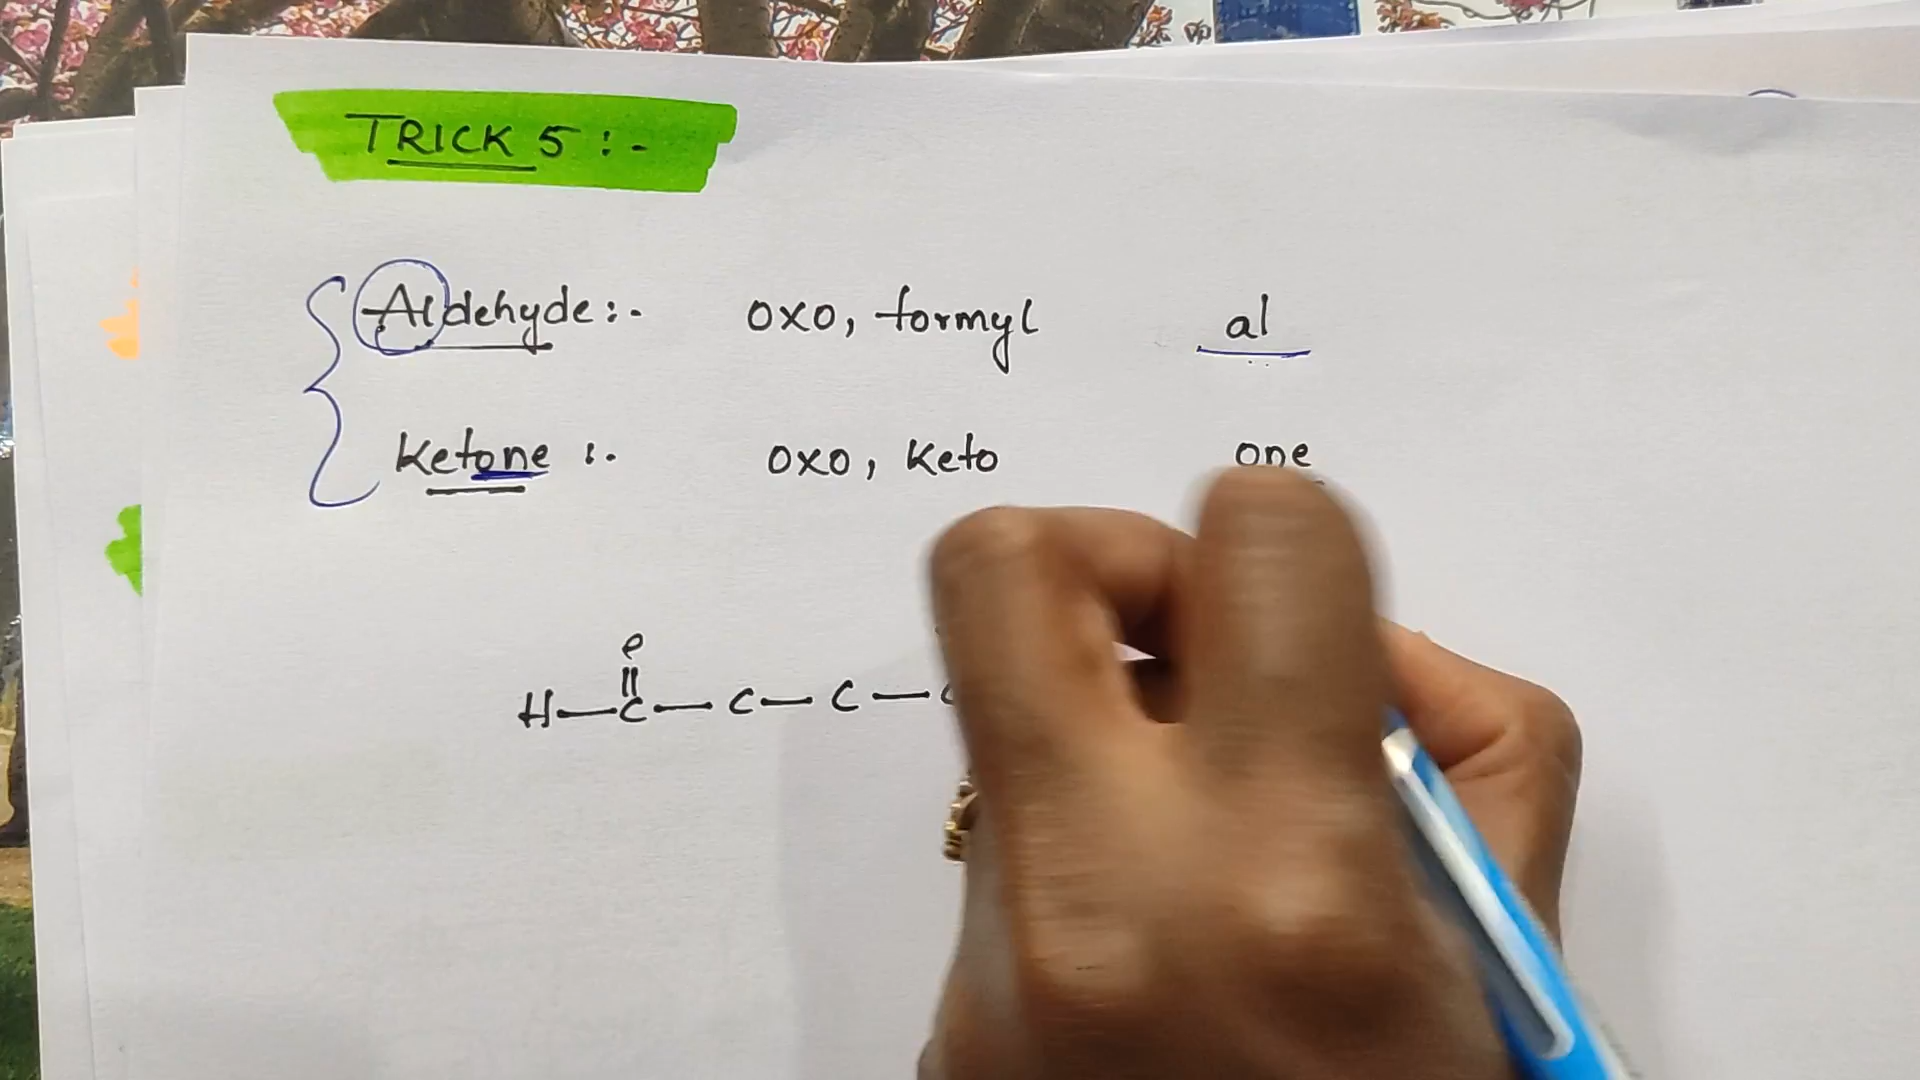 TRICK 5 :-
Aldehyde :- oxo, formyl al
Ketone :- oxo, Keto one
O
||
H—C—C—C—C